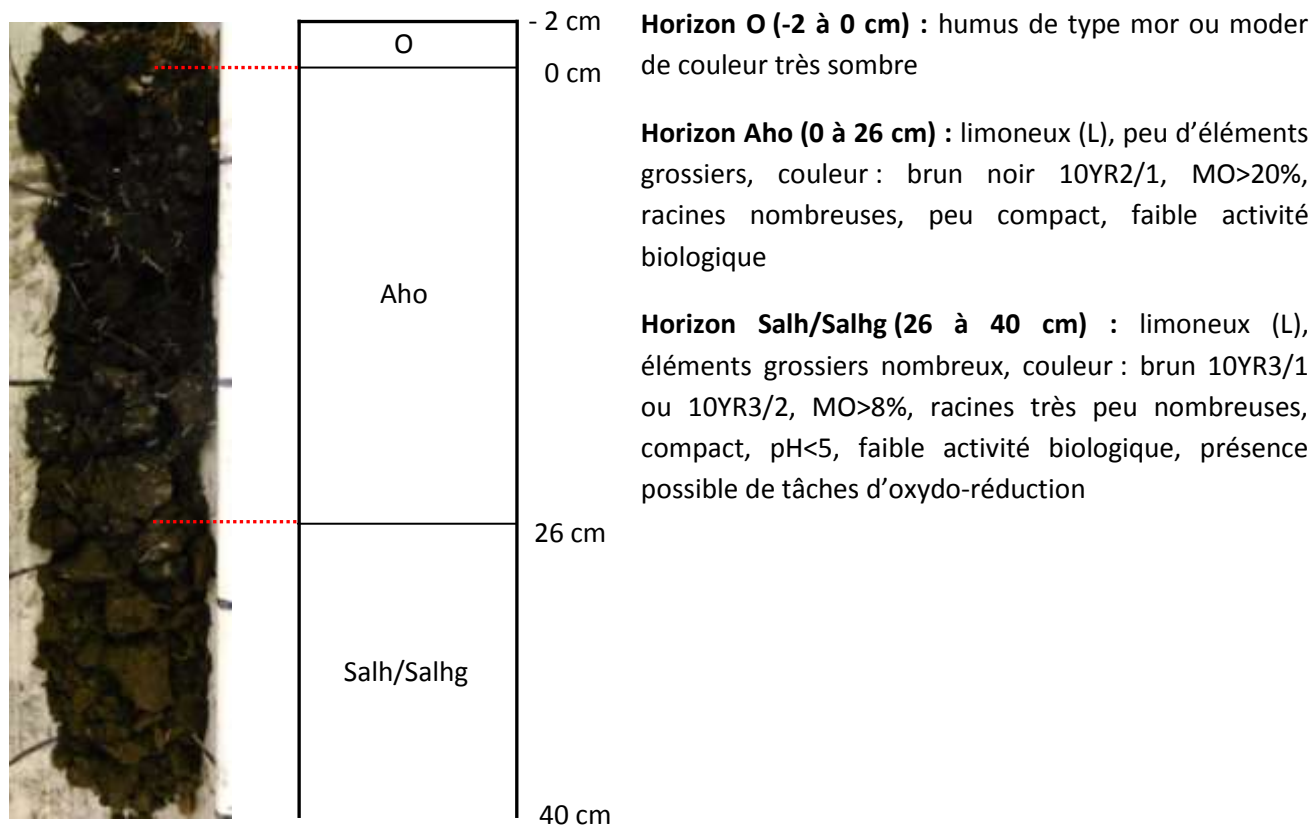 - 2 cm
O
0 cm
Aho
26 cm
Salh/Salhg
40 cm
Horizon O (-2 à 0 cm) : humus de type mor ou moder
de couleur très sombre
Horizon Aho (0 à 26 cm) : limoneux (L), peu d’éléments
grossiers, couleur : brun noir 10YR2/1, MO>20%,
racines nombreuses, peu compact, faible activité
biologique
Horizon Salh/Salhg (26 à 40 cm) : limoneux (L),
éléments grossiers nombreux, couleur : brun 10YR3/1
ou 10YR3/2, MO>8%, racines très peu nombreuses,
compact, pH<5, faible activité biologique, présence
possible de tâches d’oxydo-réduction